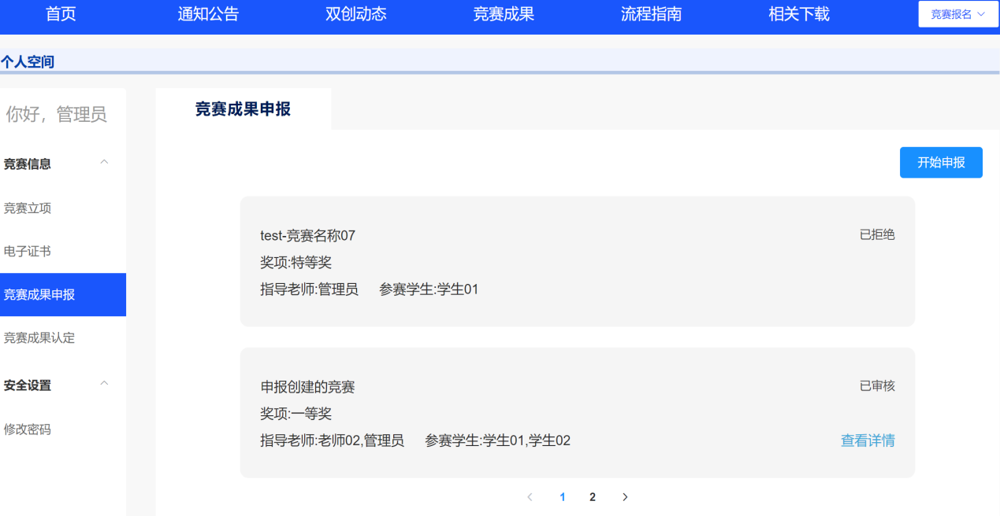 首页 通知公告 双创动态 竞赛成果 流程指南 相关下载 竞赛报名
个人空间
你好，管理员
竞赛信息
竞赛立项
电子证书
竞赛成果申报
竞赛成果认定
安全设置
修改密码
竞赛成果申报
开始申报
test-竞赛名称07 已拒绝
奖项:特等奖
指导老师:管理员 参赛学生:学生01
申报创建的竞赛 已审核
奖项:一等奖
指导老师:老师02,管理员 参赛学生:学生01,学生02 查看详情
1 2